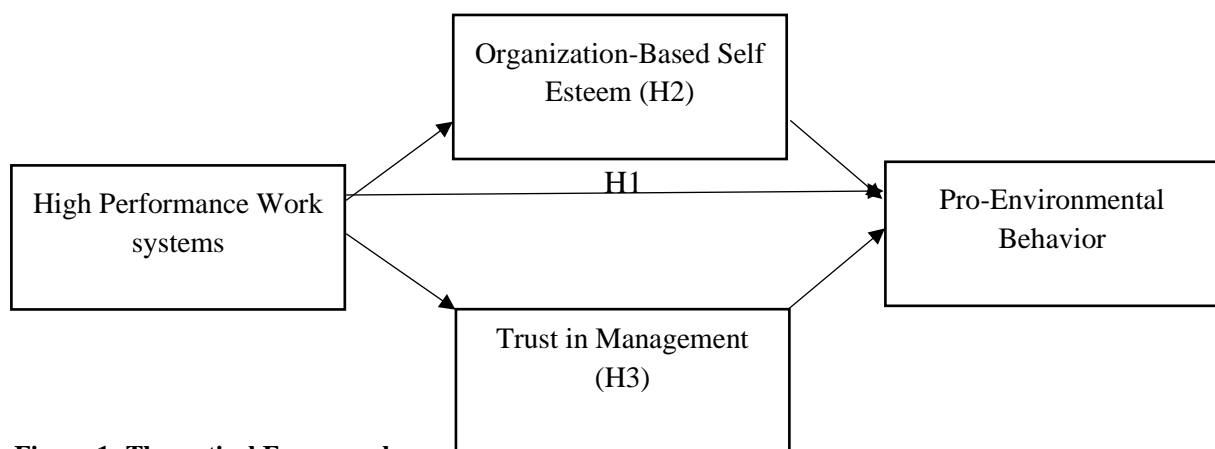 Organization-Based Self
Esteem (H2)
H1
High Performance Work
systems
Pro-Environmental
Behavior
Trust in Management
(H3)